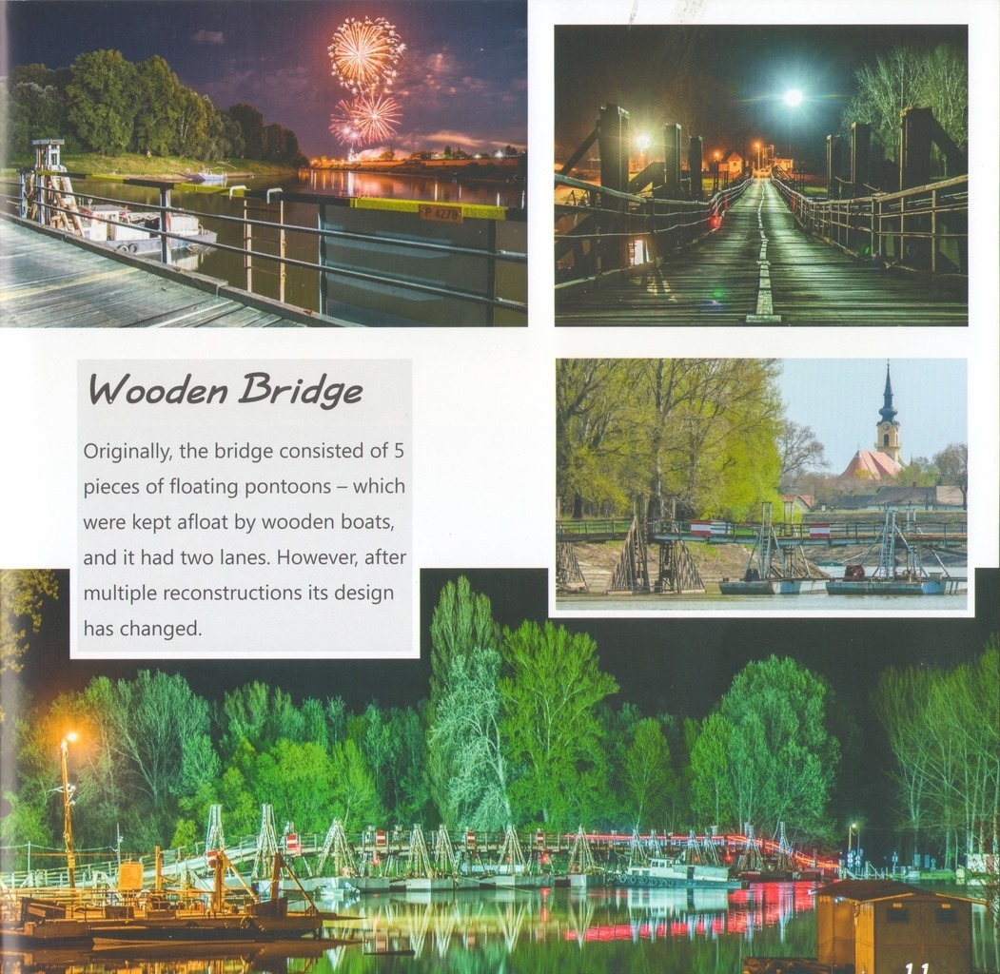 P 4270
Wooden Bridge
Originally, the bridge consisted of 5
pieces of floating pontoons – which
were kept afloat by wooden boats,
and it had two lanes. However, after
multiple reconstructions its design
has changed.
11